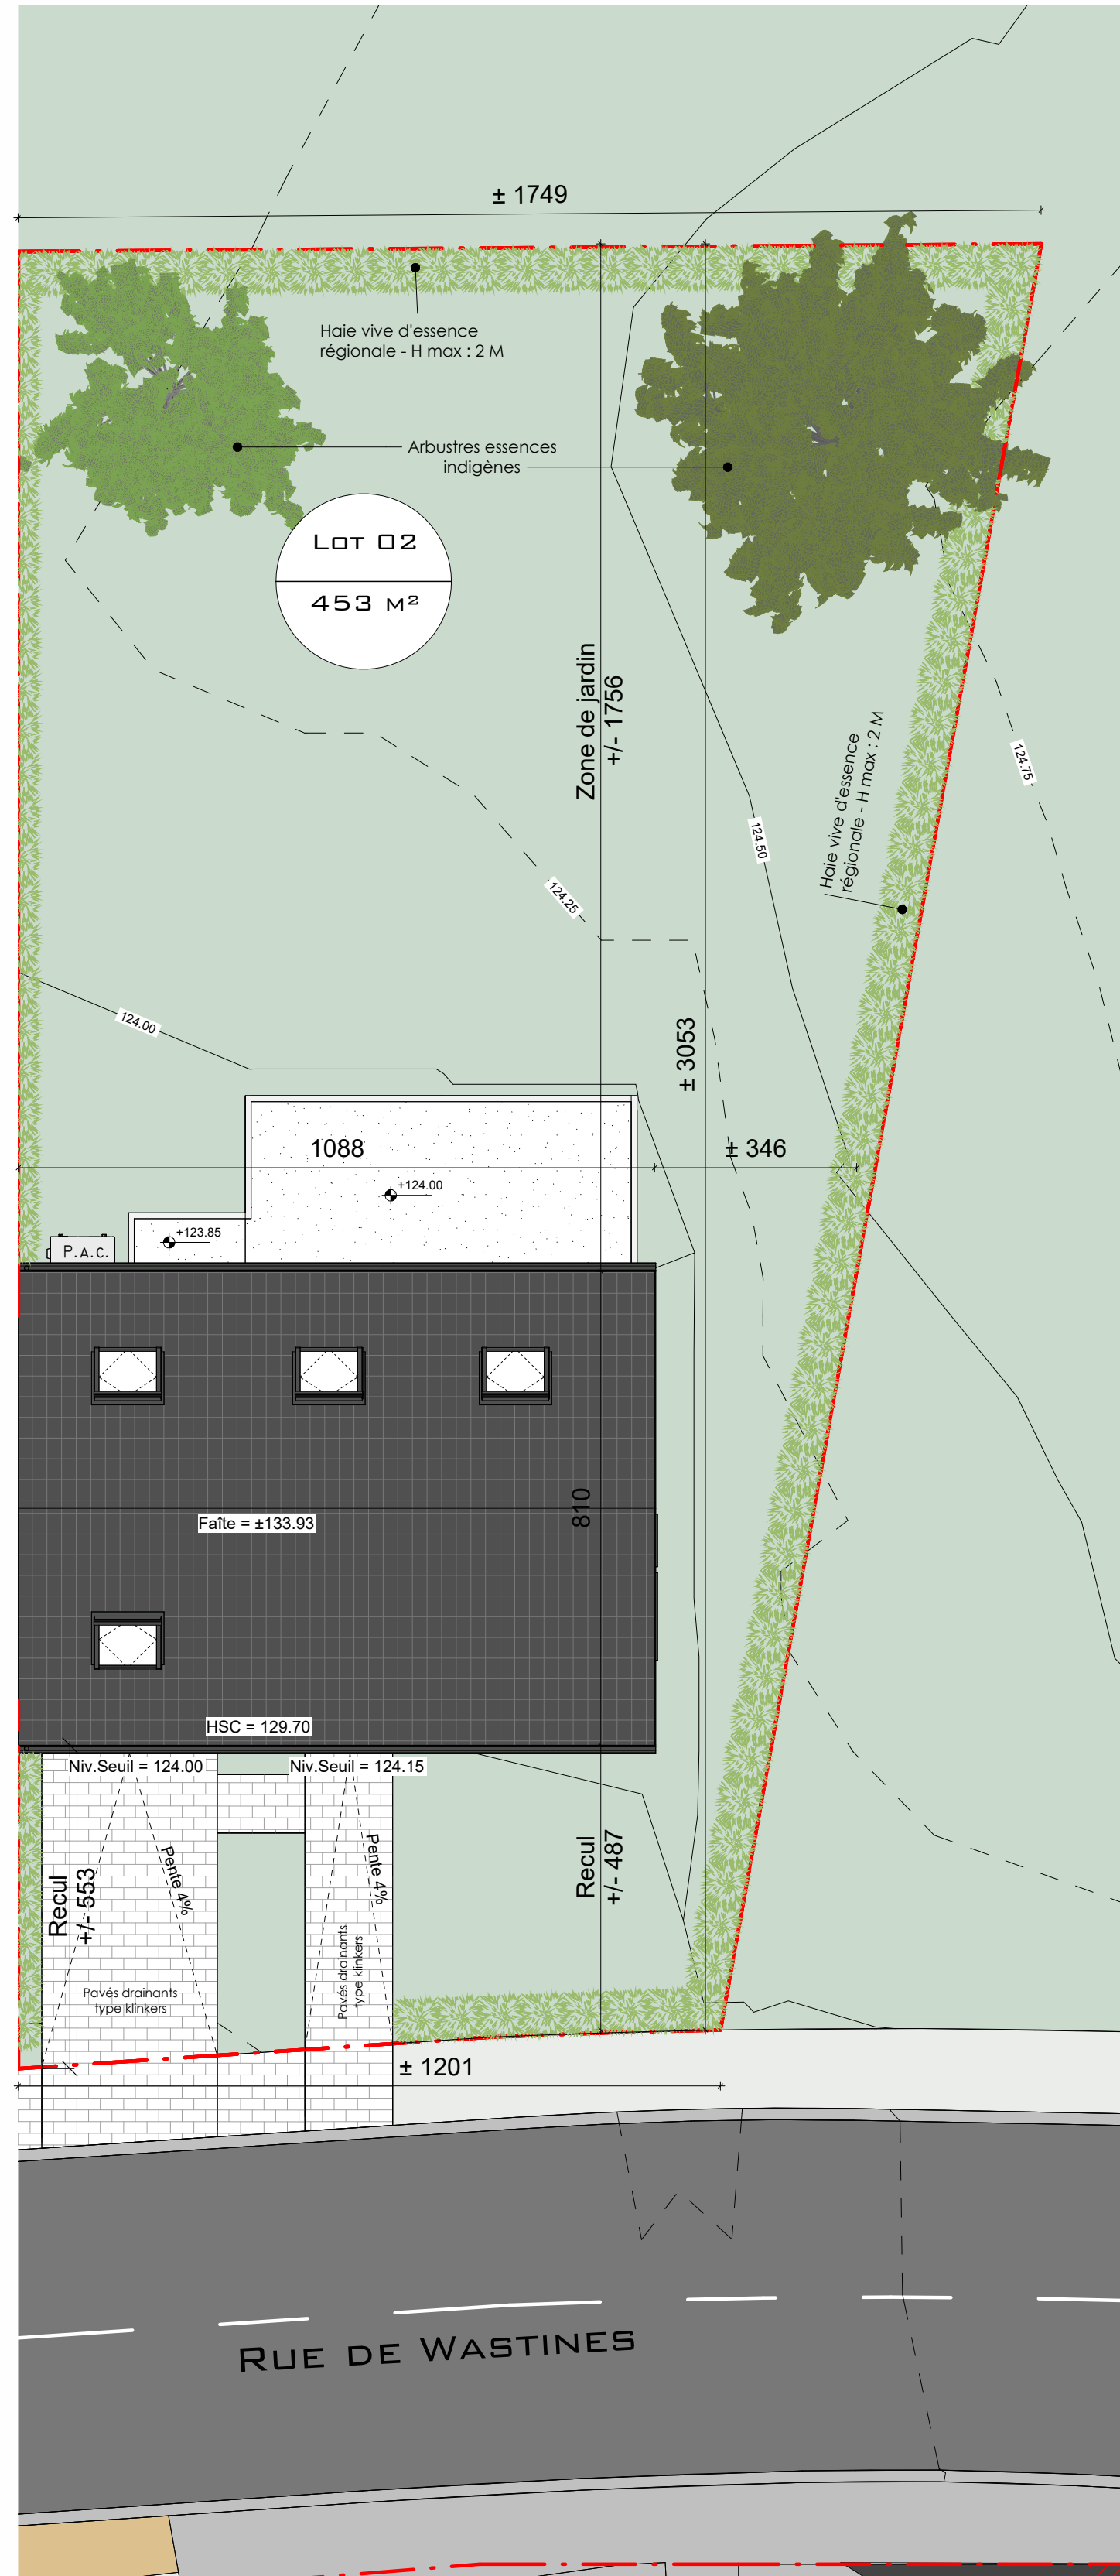 ± 1749
Haie vive d'essence
régionale - H max : 2 M
Arbustres essences
indigènes
Lot 02
453 m²
Zone de jardin
+/- 1756
Haie vive d'essence
régionale - H max : 2 M
124.75
124.50
124.25
124.00
± 3053
1088
± 346
+124.00
+123.85
P.A.C.
810
Faîte = ±133.93
HSC = 129.70
Niv.Seuil = 124.00
Niv.Seuil = 124.15
Recul
+/- 553
Pente 4%
Pente 4%
Recul
+/- 487
Pavés drainants
type klinkers
Pavés drainants
type klinkers
± 1201
Rue de Wastines